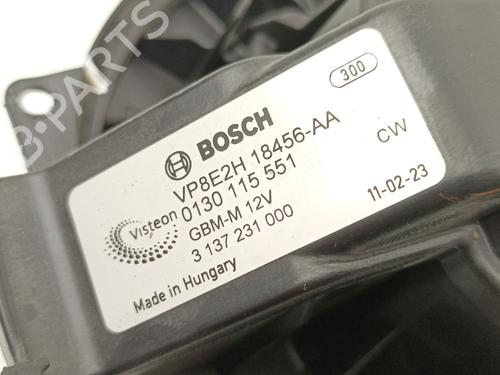 300
BOSCH
VP8E2H 18456-AA
CW
0130 115 551
11-02-23
Visteon
GBM-M 12V
3 137 231 000
Made in Hungary
B-PARTS